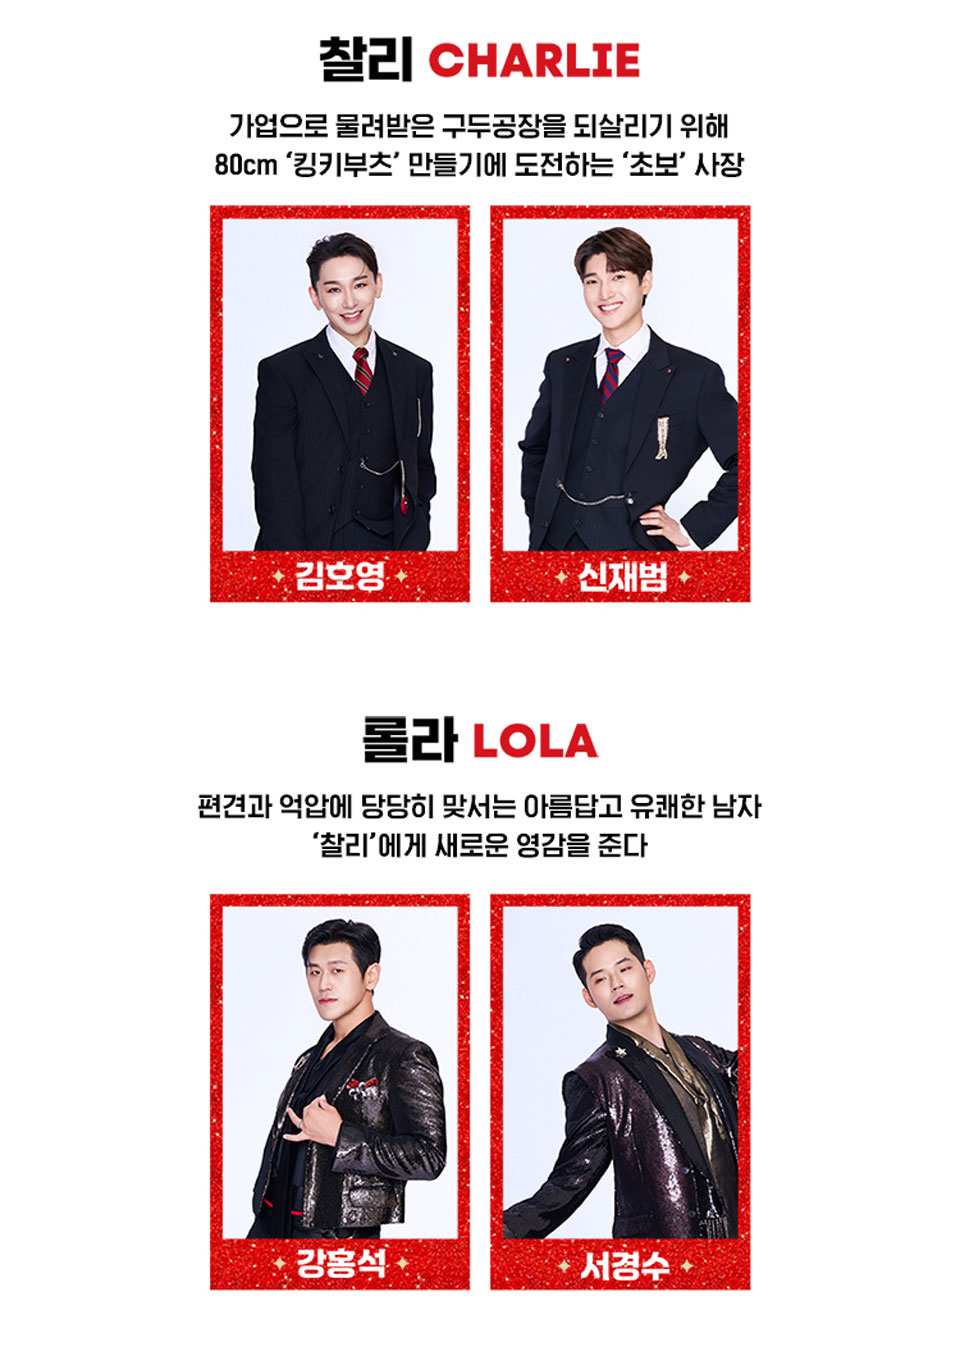 찰리 CHARLIE
가업으로 물려받은 구두공장을 되살리기 위해
80cm ‘킹키부츠’ 만들기에 도전하는 ‘초보’ 사장
김호영
신재범
롤라 LOLA
편견과 억압에 당당히 맞서는 아름답고 유쾌한 남자
‘찰리’에게 새로운 영감을 준다
강홍석
서경수